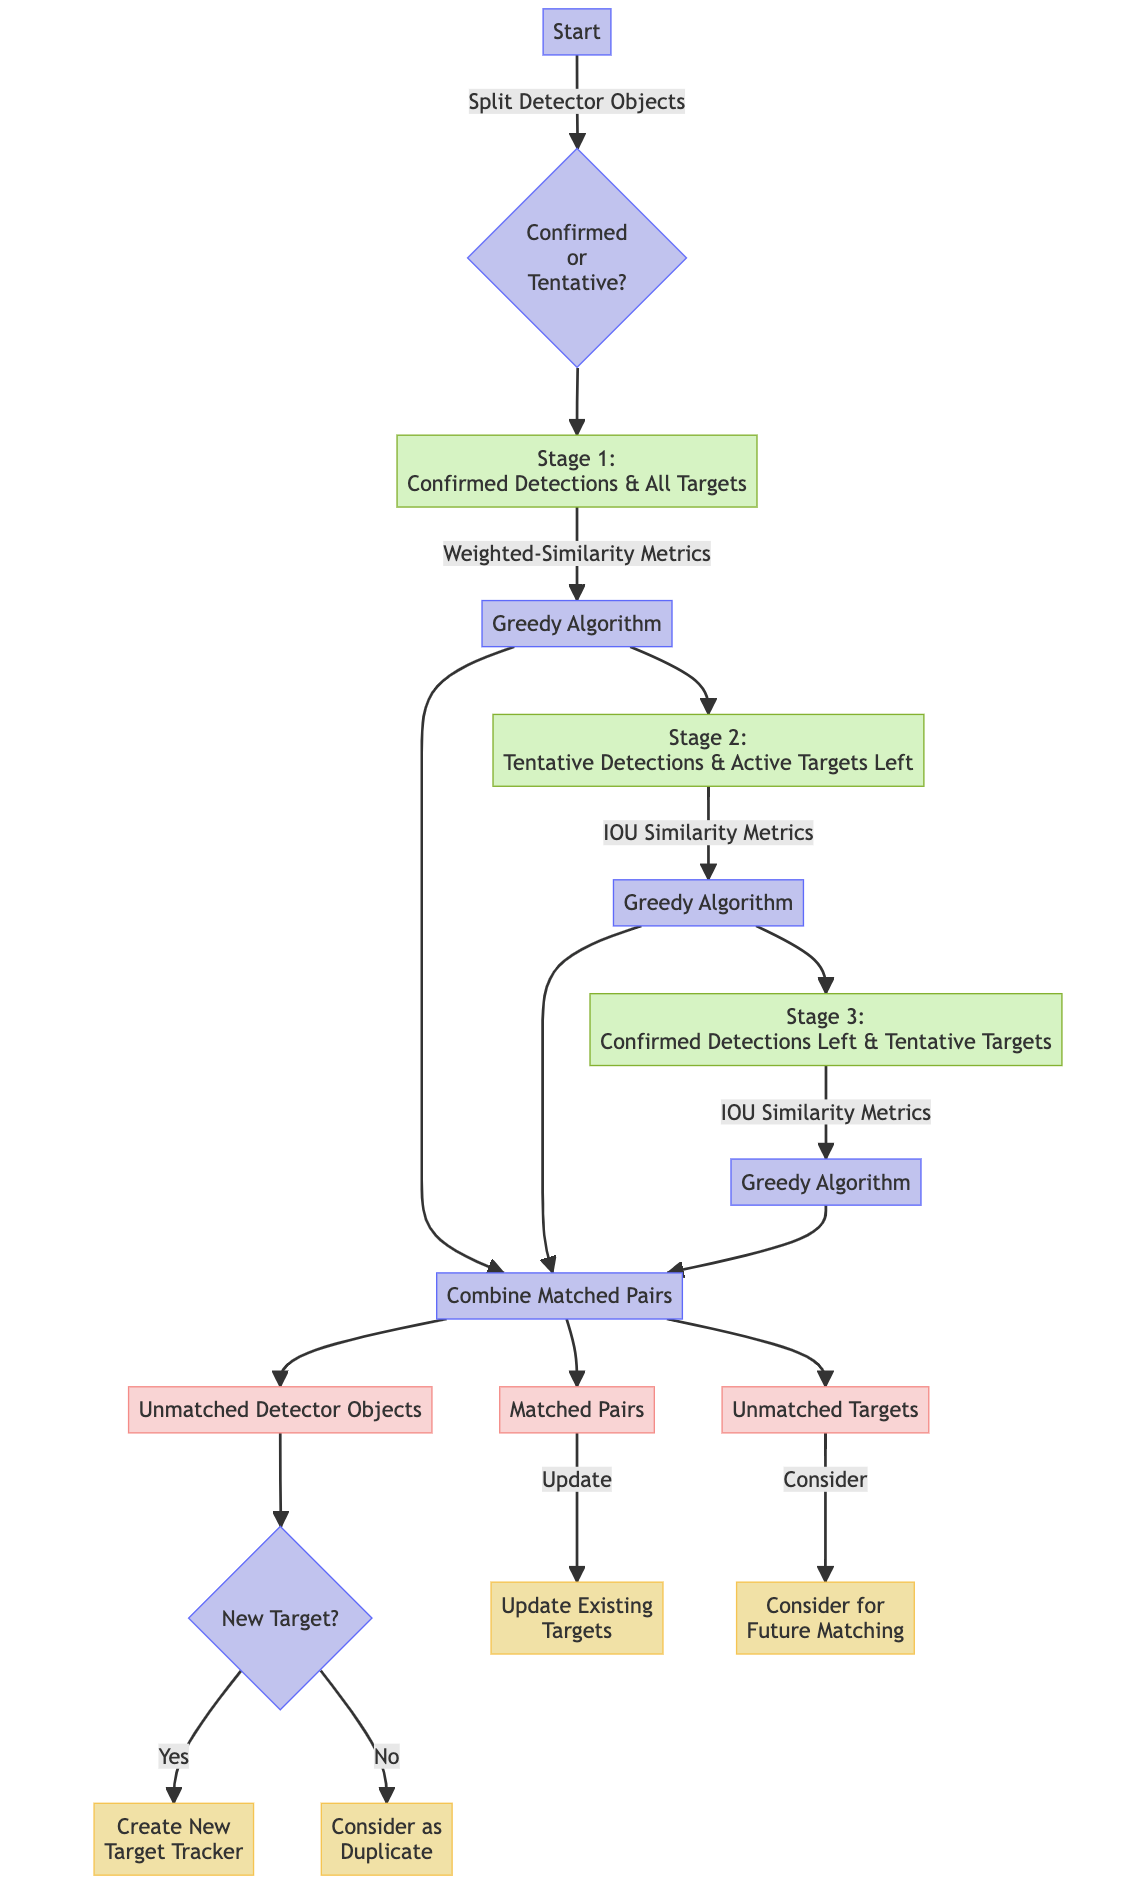 Start
Split Detector Objects
Confirmed
or
Tentative?
Stage 1:
Confirmed Detections & All Targets
Weighted-Similarity Metrics
Greedy Algorithm
Stage 2:
Tentative Detections & Active Targets Left
IOU Similarity Metrics
Greedy Algorithm
Stage 3:
Confirmed Detections Left & Tentative Targets
IOU Similarity Metrics
Greedy Algorithm
Combine Matched Pairs
Unmatched Detector Objects
Matched Pairs
Unmatched Targets
Update
Consider
New Target?
Update Existing
Targets
Consider for
Future Matching
Yes
No
Create New
Target Tracker
Consider as
Duplicate